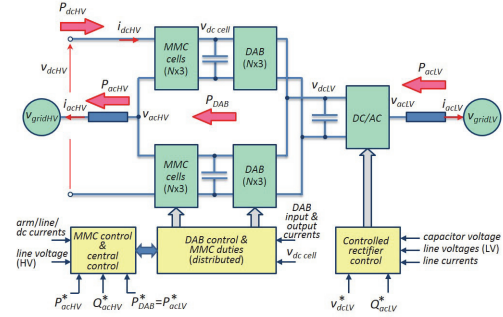 P_dcHV
i_dcHV
v_dcHV
MMC
cells
(Nx3)
v_dc cell
DAB
(Nx3)
P_acHV
i_acHV
v_acHV
v_gridHV
P_DAB
v_dcLV
DC/AC
P_acLV
v_acLV
i_acLV
v_gridLV
MMC
cells
(Nx3)
DAB
(Nx3)
arm/line/
dc currents
line voltage
(HV)
MMC control
&
central
control
DAB control &
MMC duties
(distributed)
DAB
input &
output
currents
v_dc cell
Controlled
rectifier
control
capacitor voltage
line voltages (LV)
line currents
P*_acHV
Q*_acHV
P*_DAB=P*_acLV
v*_dcLV
Q*_acLV